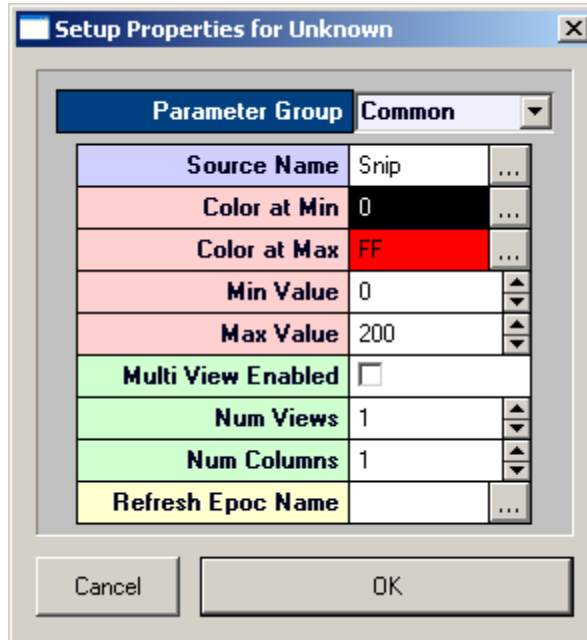 Setup Properties for Unknown
Parameter Group Common
Source Name Snip ...
Color at Min 0 ...
Color at Max FF ...
Min Value 0
Max Value 200
Multi View Enabled
Num Views 1
Num Columns 1
Refresh Epoc Name ...
Cancel OK